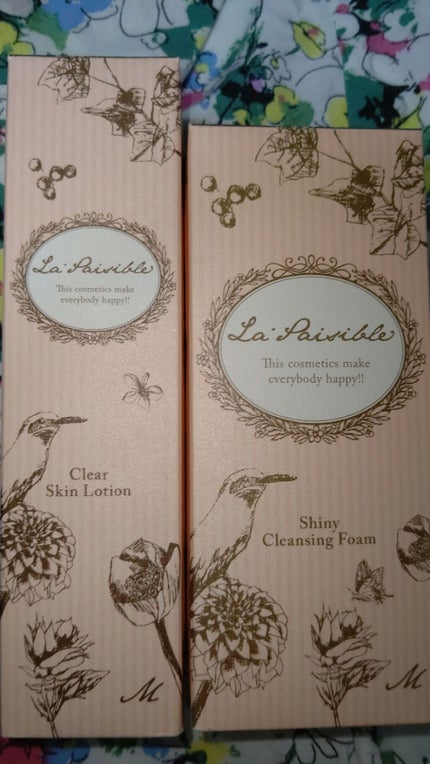 La·Paisible
This cosmetics make
everybody happy!!
Clear
Skin Lotion
M
La·Paisible
This cosmetics make
everybody happy!!
Shiny
Cleansing Foam
M